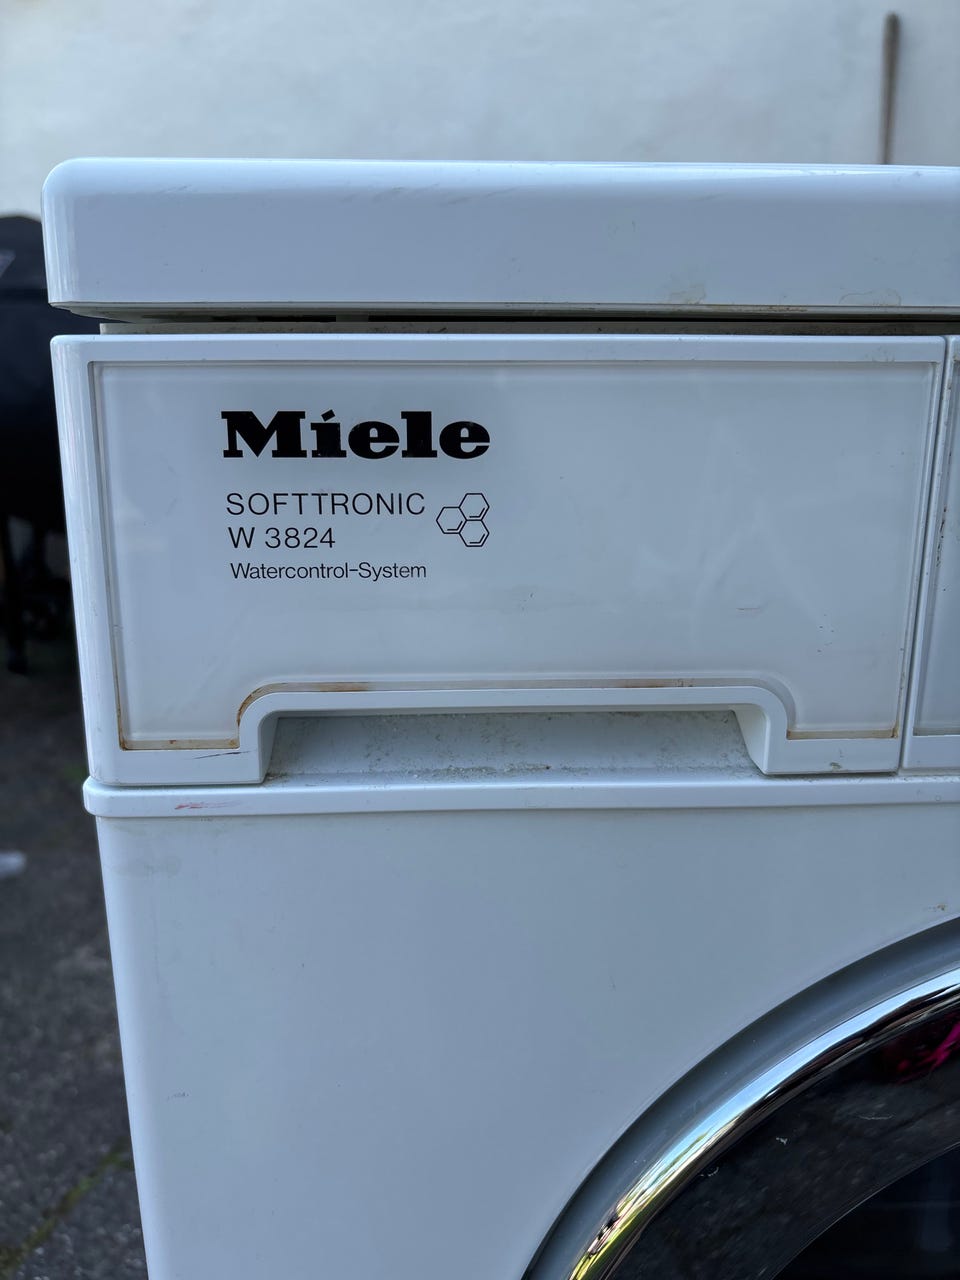 Miele
SOFTTRONIC
W 3824
Watercontrol-System